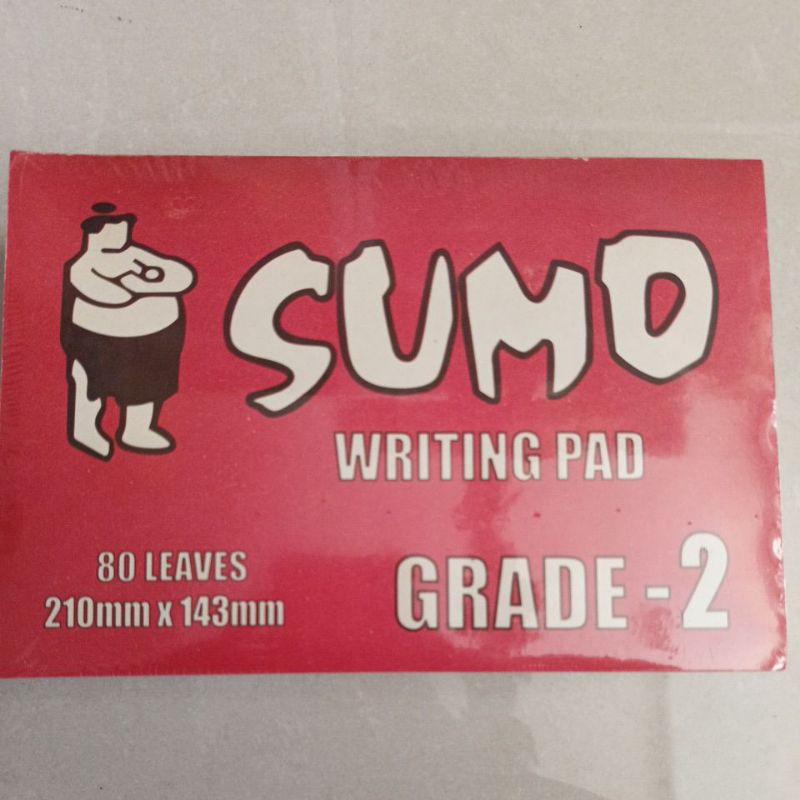 SUMO
WRITING PAD
80 LEAVES
210mm x 143mm
GRADE - 2